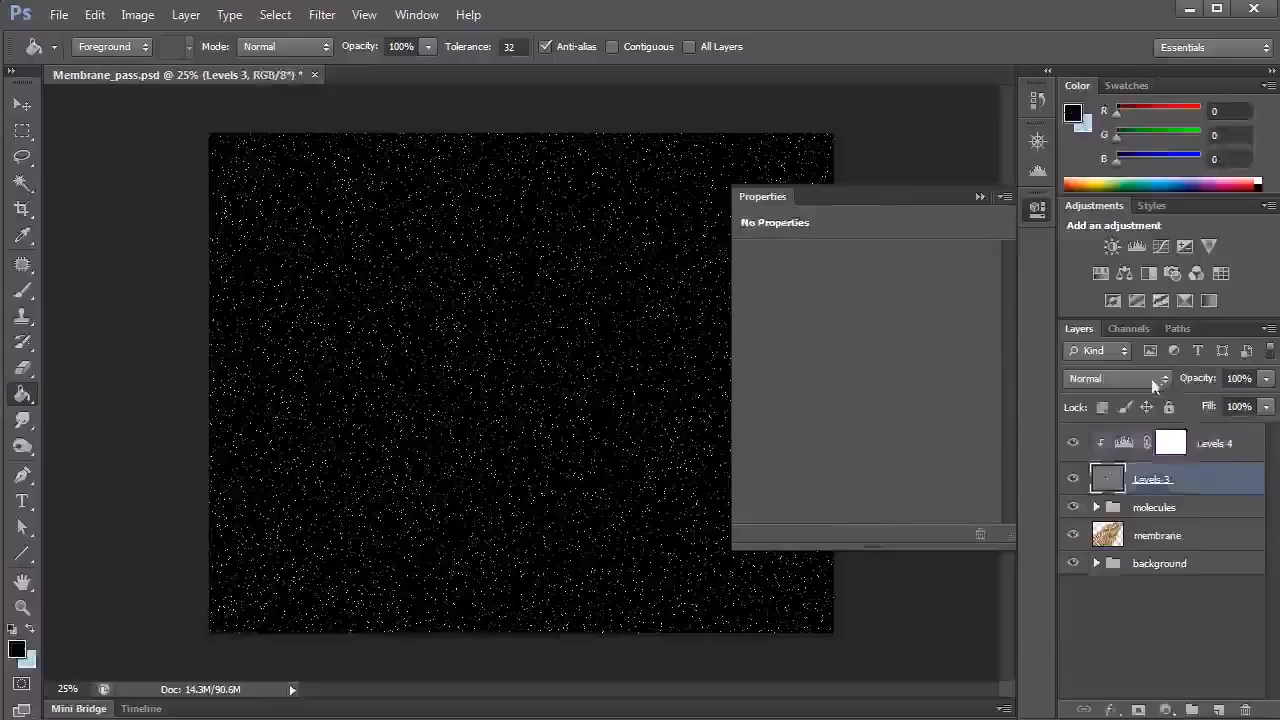 Ps File Edit Image Layer Type Select Filter View Window Help
Foreground Mode: Normal Opacity: 100% Tolerance: 32 Anti-alias Contiguous All Layers Essentials
Membrane_pass.psd @ 25% (Levels 3, RGB/8*) *
Color Swatches
R 0
G 0
B 0
Properties
No Properties
Adjustments Styles
Add an adjustment
Layers Channels Paths
Kind
Normal Opacity: 100%
Lock: Fill: 100%
Levels 4
Levels 3
molecules
membrane
background
25% Doc: 14.3M/90.6M
Mini Bridge Timeline